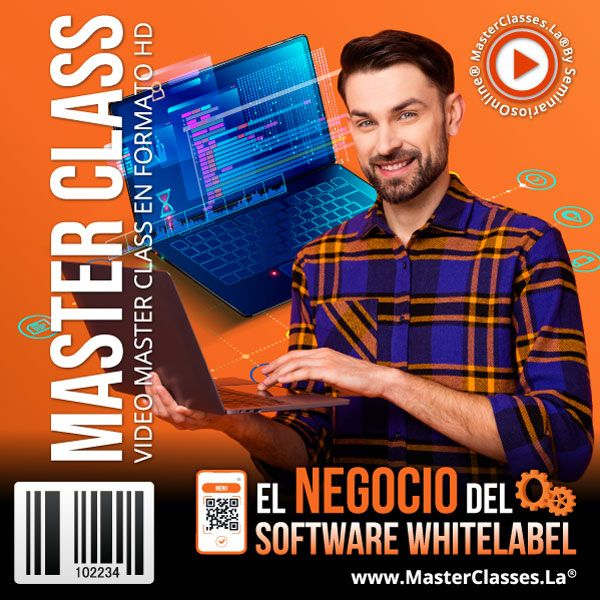 MASTER CLASS
VIDEO MASTER CLASS EN FORMATO HD
MasterClasses.La® By SeminariosOnline®
MENU
EL NEGOCIO DEL
SOFTWARE WHITELABEL
102234
www.MasterClasses.La®